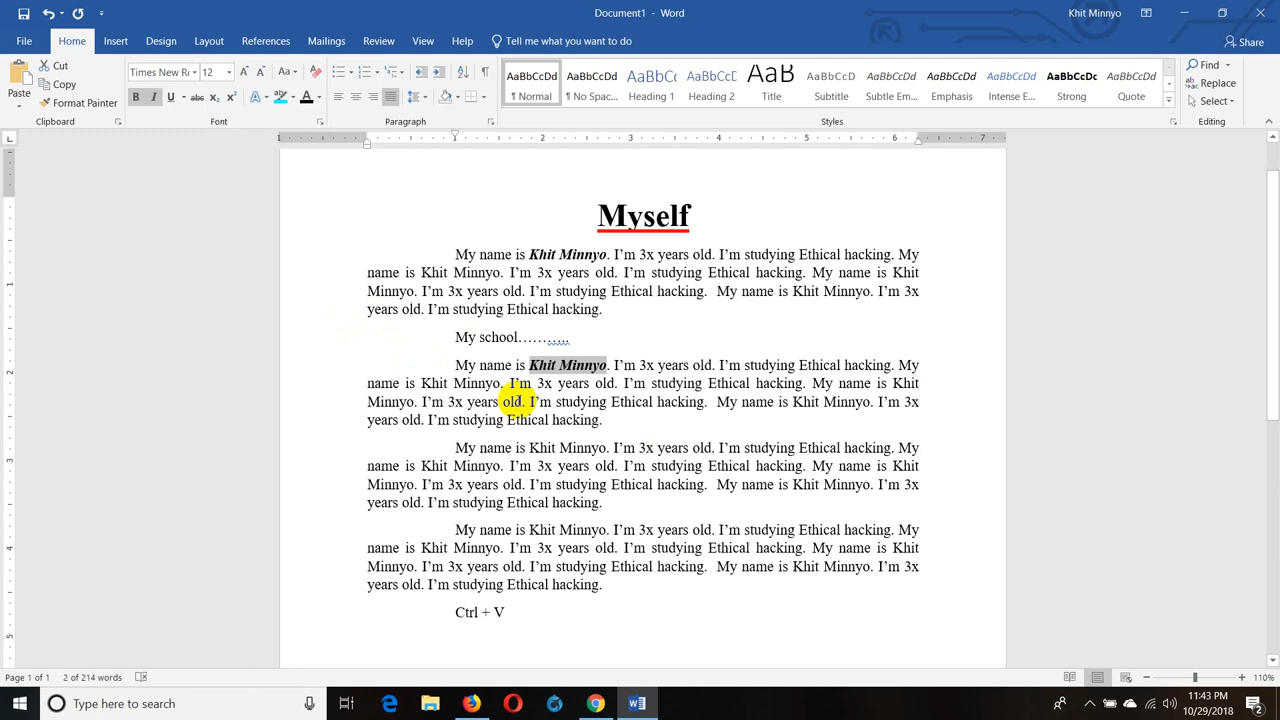 Document1 - Word
Khit Minnyo
File Home Insert Design Layout References Mailings Review View Help Tell me what you want to do Share
Paste
Cut
Copy
Format Painter
Clipboard
Times New R 12
Font
Paragraph
AaBbCcDd AaBbCcDd AaBbCc AaBbCcD AaB AaBbCcD AaBbCcDd AaBbCcDd AaBbCcDd AaBbCcDc AaBbCcDd
¶ Normal ¶ No Spac... Heading 1 Heading 2 Title Subtitle Subtle Em... Emphasis Intense E... Strong Quote
Styles
Find
Replace
Select
Editing
1 1 2 3 4 5 6 7
Myself
My name is Khit Minnyo. I’m 3x years old. I’m studying Ethical hacking. My
name is Khit Minnyo. I’m 3x years old. I’m studying Ethical hacking. My name is Khit
Minnyo. I’m 3x years old. I’m studying Ethical hacking.  My name is Khit Minnyo. I’m 3x
years old. I’m studying Ethical hacking.
My school………..
My name is Khit Minnyo. I’m 3x years old. I’m studying Ethical hacking. My
name is Khit Minnyo. I’m 3x years old. I’m studying Ethical hacking. My name is Khit
Minnyo. I’m 3x years old. I’m studying Ethical hacking.  My name is Khit Minnyo. I’m 3x
years old. I’m studying Ethical hacking.
My name is Khit Minnyo. I’m 3x years old. I’m studying Ethical hacking. My
name is Khit Minnyo. I’m 3x years old. I’m studying Ethical hacking. My name is Khit
Minnyo. I’m 3x years old. I’m studying Ethical hacking.  My name is Khit Minnyo. I’m 3x
years old. I’m studying Ethical hacking.
My name is Khit Minnyo. I’m 3x years old. I’m studying Ethical hacking. My
name is Khit Minnyo. I’m 3x years old. I’m studying Ethical hacking. My name is Khit
Minnyo. I’m 3x years old. I’m studying Ethical hacking.  My name is Khit Minnyo. I’m 3x
years old. I’m studying Ethical hacking.
Ctrl + V
Page 1 of 1 2 of 214 words 110%
Type here to search
11:43 PM
10/29/2018